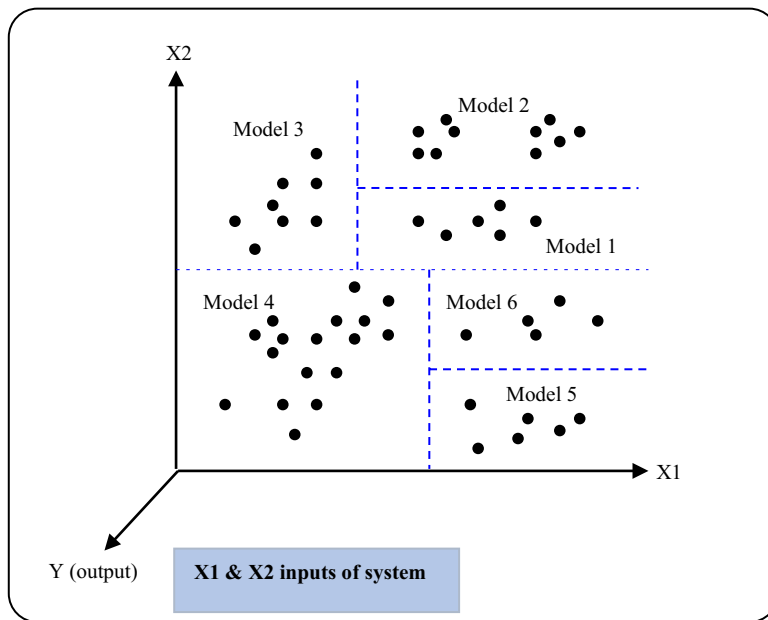 X2
Model 2
Model 3
Model 1
Model 4
Model 6
Model 5
X1
Y (output)
X1 & X2 inputs of system